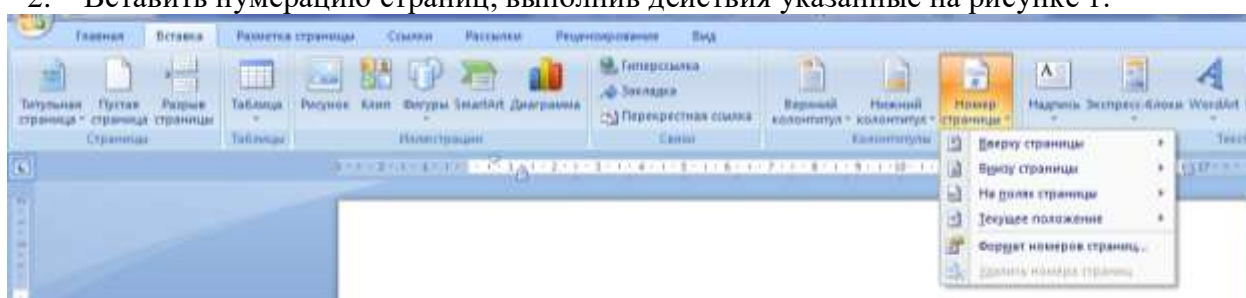 2. Вставить нумерацию страниц, выполнив действия указанные на рисунке 1.
Главная Вставка Разметка страницы Ссылки Рассылки Рецензирование Вид
Титульная страница Пустая страница Разрыв страницы
Таблица
Рисунок Клип Фигуры SmartArt Диаграмма
Гиперссылка
Закладка
Перекрестная ссылка
Верхний колонтитул Нижний колонтитул Номер страницы
Надпись Экспресс-блоки WordArt
Страницы Таблицы Иллюстрации Связи Колонтитулы Текст
Вверху страницы
Внизу страницы
На полях страницы
Текущее положение
Формат номеров страниц...
Удалить номера страниц